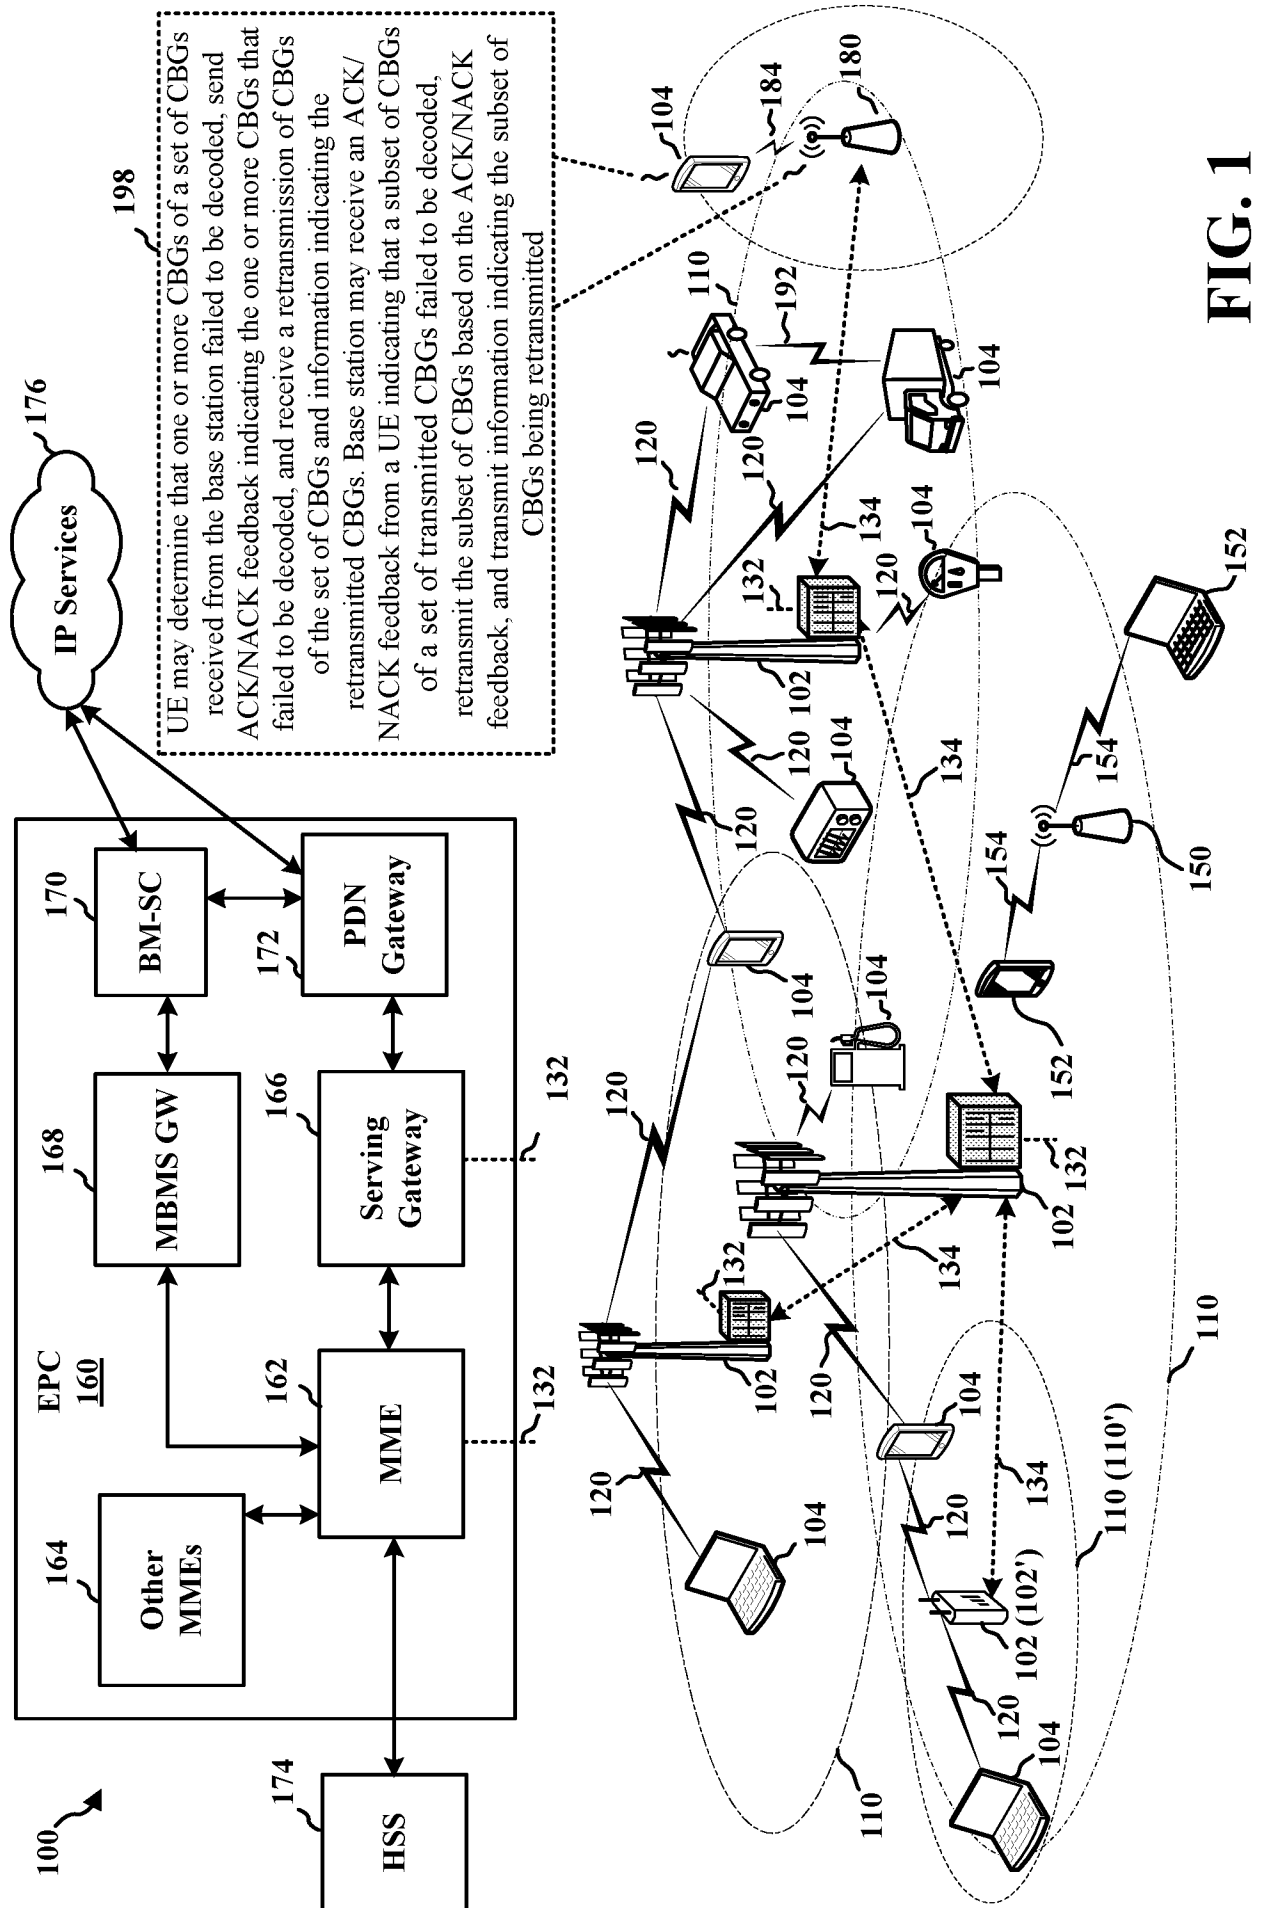 100
EPC
160
164
Other
MMEs
168
MBMS GW
170
BM-SC
176
IP Services
174
HSS
162
MME
166
Serving
Gateway
172
PDN
Gateway
132
132
198
UE may determine that one or more CBGs of a set of CBGs
received from the base station failed to be decoded, send
ACK/NACK feedback indicating the one or more CBGs that
failed to be decoded, and receive a retransmission of CBGs
of the set of CBGs and information indicating the
retransmitted CBGs. Base station may receive an ACK/
NACK feedback from a UE indicating that a subset of CBGs
of a set of transmitted CBGs failed to be decoded,
retransmit the subset of CBGs based on the ACK/NACK
feedback, and transmit information indicating the subset of
CBGs being retransmitted
120
120
120
104
184
180
110
192
104
104
120
132
134
102
120
104
120
104
120
104
120
104
132
102
134
120
104
110
134
132
102
152
154
150
154
152
104
120
134
102 (102')
120
104
110 (110')
110
FIG. 1